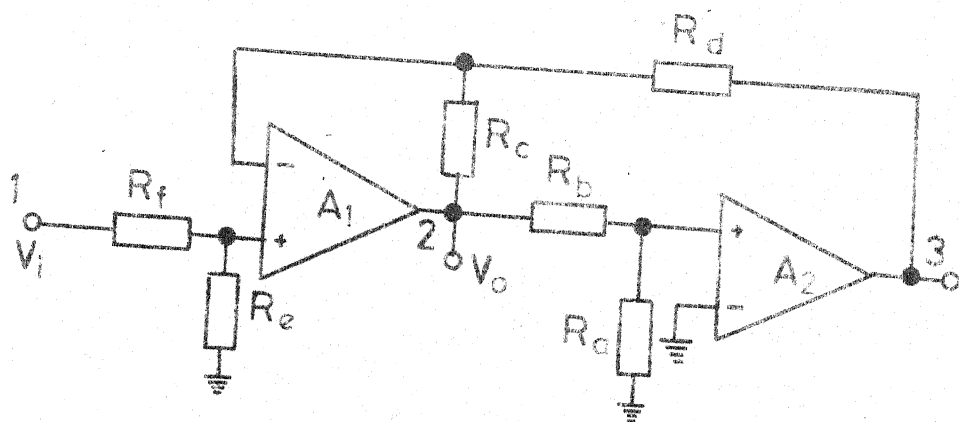 Rd
Rc
Rb
1
Rf
-
A1
+
2
Vi
Vo
Re
+
A2
-
3
Ra